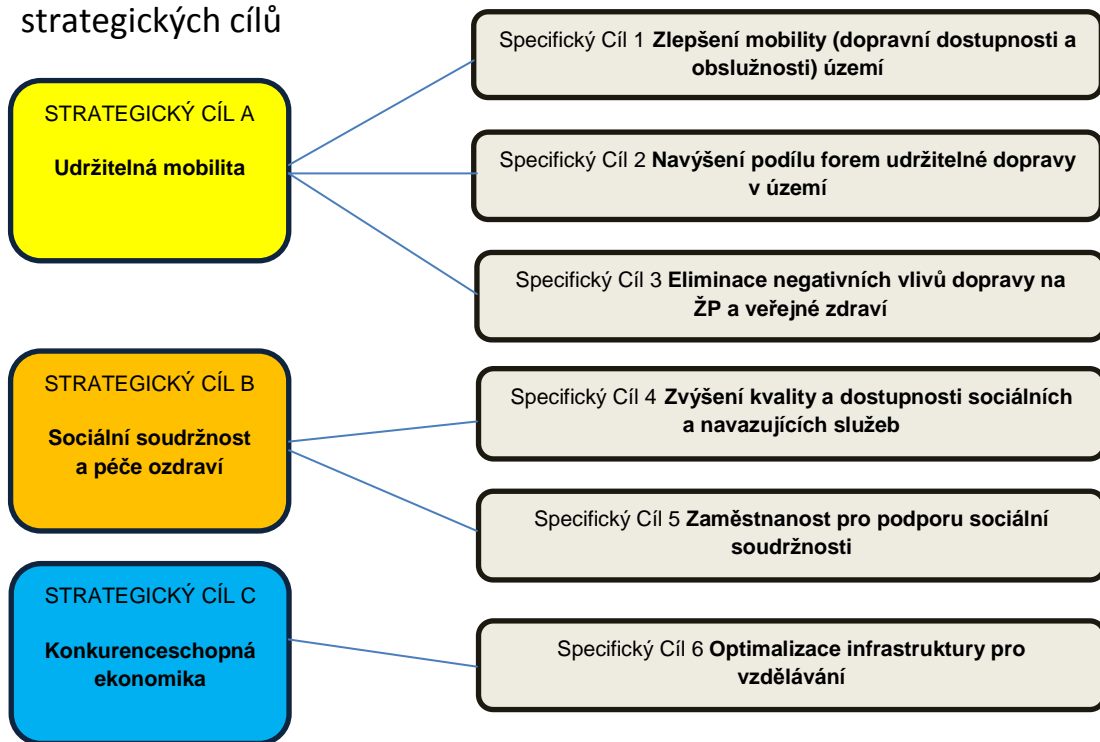 strategických cílů
STRATEGICKÝ CÍL A
Udržitelná mobilita
Specifický Cíl 1 Zlepšení mobility (dopravní dostupnosti a
obslužnosti) území
Specifický Cíl 2 Navýšení podílu forem udržitelné dopravy
v území
Specifický Cíl 3 Eliminace negativních vlivů dopravy na
ŽP a veřejné zdraví
STRATEGICKÝ CÍL B
Sociální soudržnost
a péče ozdraví
Specifický Cíl 4 Zvýšení kvality a dostupnosti sociálních
a navazujících služeb
Specifický Cíl 5 Zaměstnanost pro podporu sociální
soudržnosti
STRATEGICKÝ CÍL C
Konkurenceschopná
ekonomika
Specifický Cíl 6 Optimalizace infrastruktury pro
vzdělávání